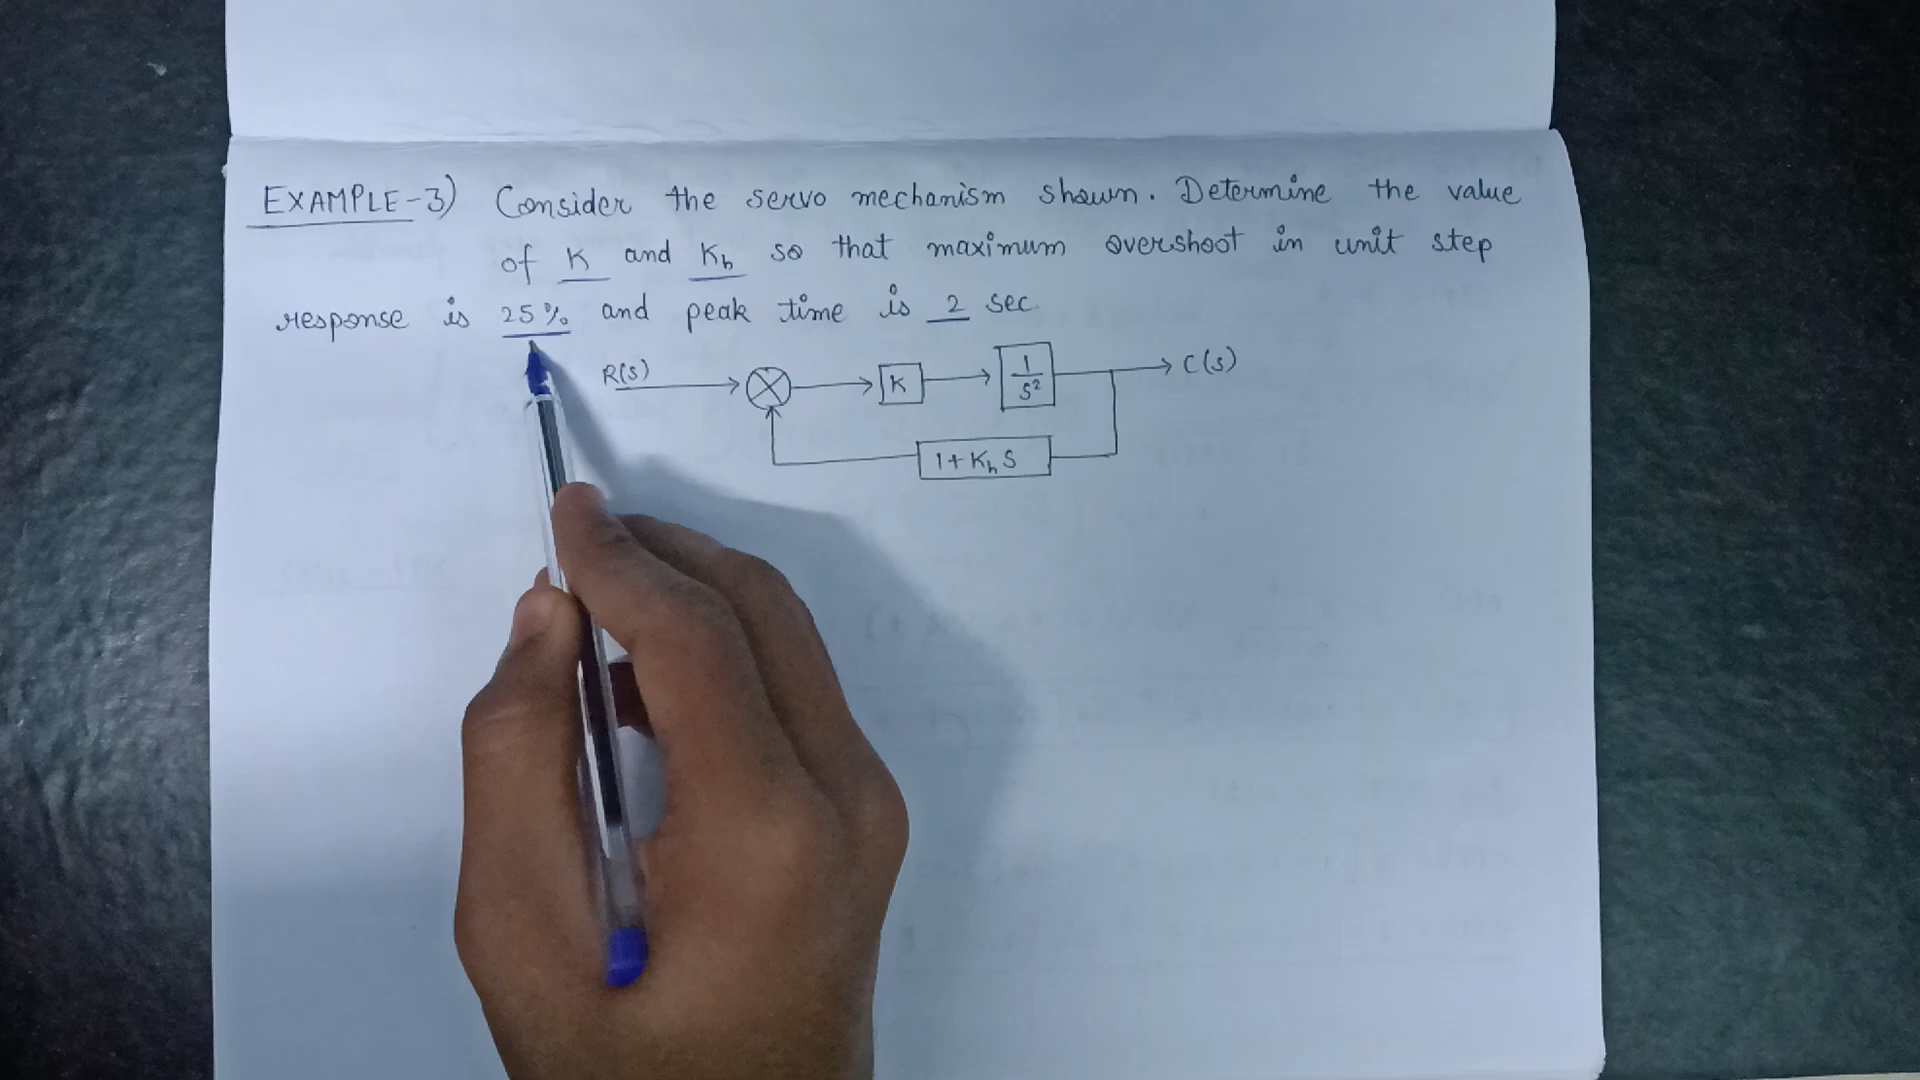 EXAMPLE-3) Consider the servo mechanism shown. Determine the value
of K and Kh so that maximum overshoot in unit step
response is 25% and peak time is 2 sec.
R(s)
K
1
s²
C(s)
1+KhS